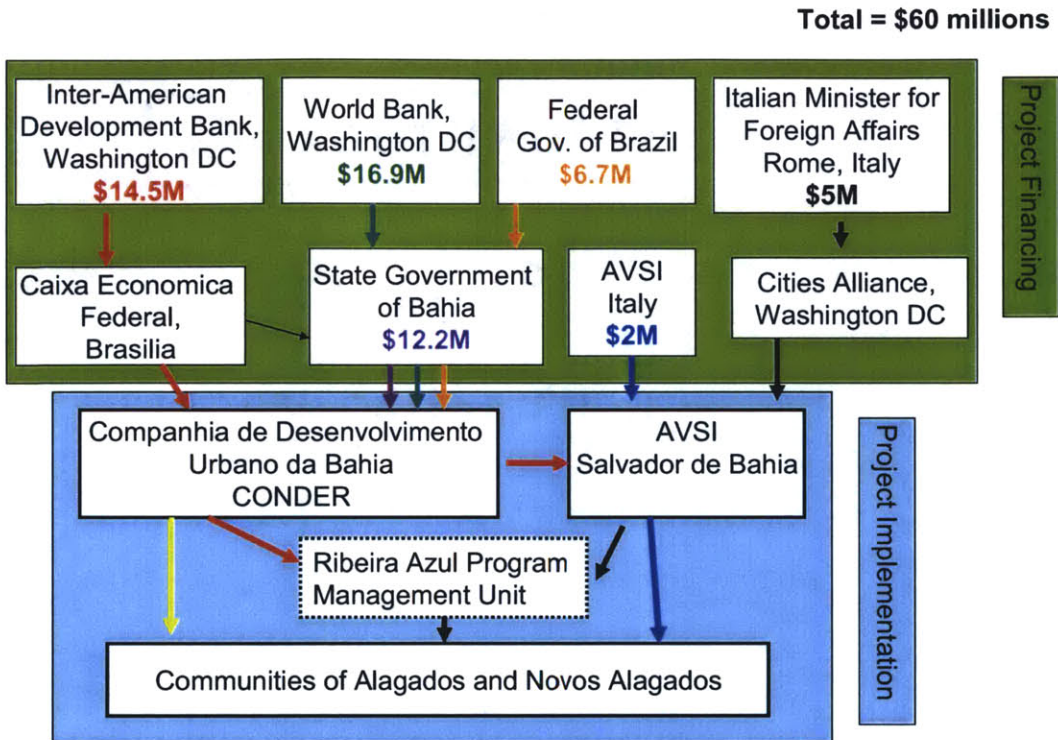 Total = $60 millions
Inter-American
Development Bank,
Washington DC
$14.5M
World Bank,
Washington DC
$16.9M
Federal
Gov. of Brazil
$6.7M
Italian Minister for
Foreign Affairs
Rome, Italy
$5M
Project Financing
Caixa Economica
Federal,
Brasilia
State Government
of Bahia
$12.2M
AVSI
Italy
$2M
Cities Alliance,
Washington DC
Companhia de Desenvolvimento
Urbano da Bahia
CONDER
AVSI
Salvador de Bahia
Project Implementation
Ribeira Azul Program
Management Unit
Communities of Alagados and Novos Alagados